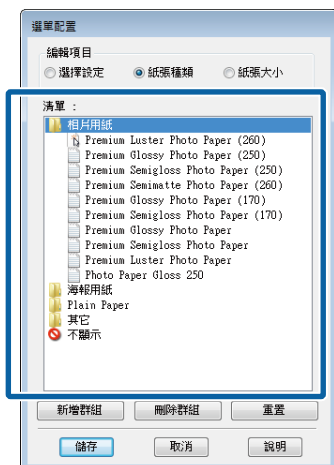 選單配置
編輯項目
選擇設定 紙張種類 紙張大小
清單 :
相片用紙
Premium Luster Photo Paper (260)
Premium Glossy Photo Paper (250)
Premium Semigloss Photo Paper (250)
Premium Semimatte Photo Paper (260)
Premium Glossy Photo Paper (170)
Premium Semigloss Photo Paper (170)
Premium Glossy Photo Paper
Premium Semigloss Photo Paper
Premium Luster Photo Paper
Photo Paper Gloss 250
海報用紙
Plain Paper
其它
不顯示
新增群組 刪除群組 重置
儲存 取消 說明